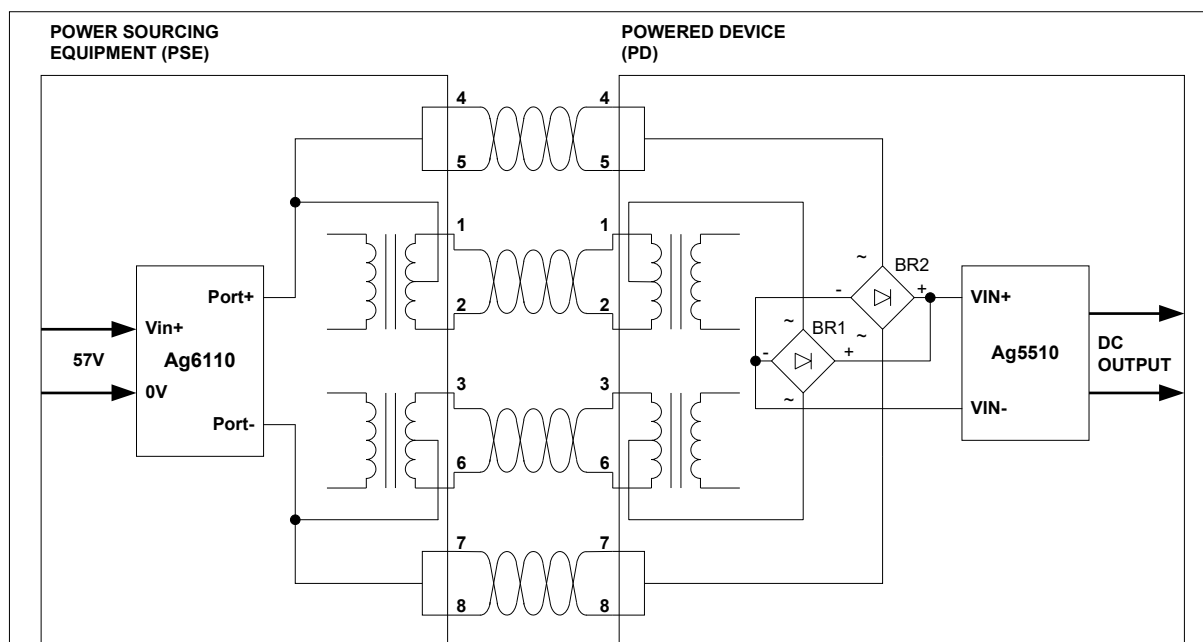 POWER SOURCING
EQUIPMENT (PSE)
POWERED DEVICE
(PD)
4
4
5
5
1
1
2
2
3
3
6
6
7
7
8
8
Port+
Vin+
57V
Ag6110
0V
Port-
~
BR2
-
+
~
~
BR1
-
+
~
VIN+
Ag5510
VIN-
DC
OUTPUT